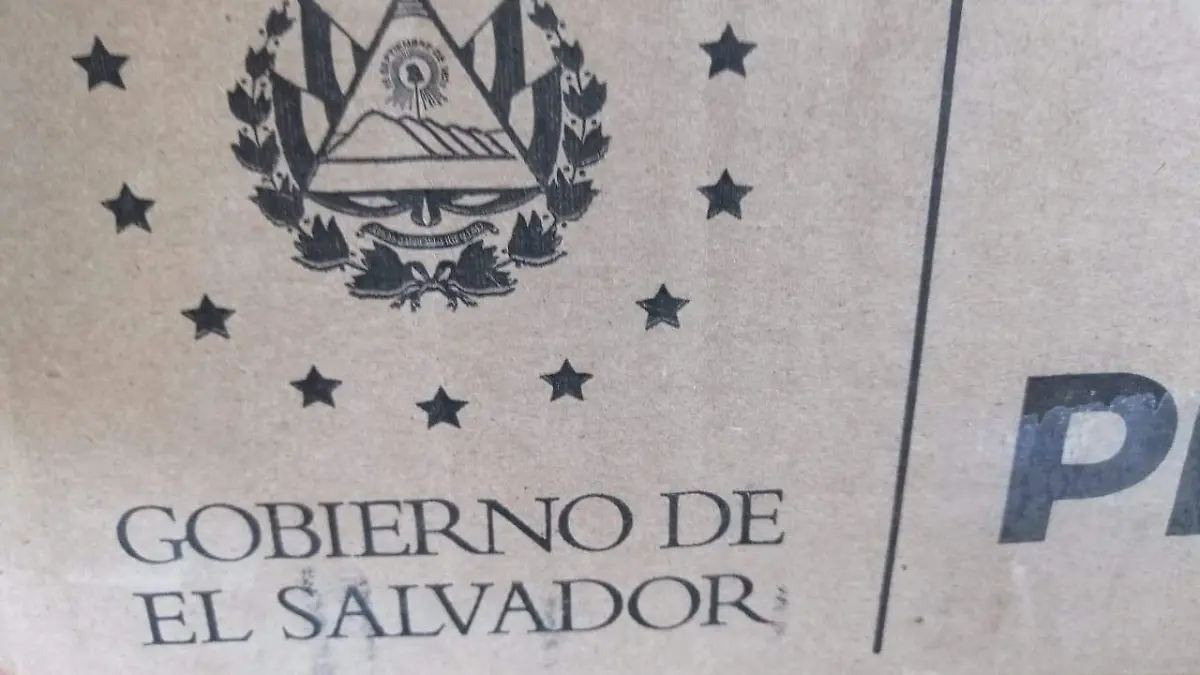 GOBIERNO DE
EL SALVADOR
P